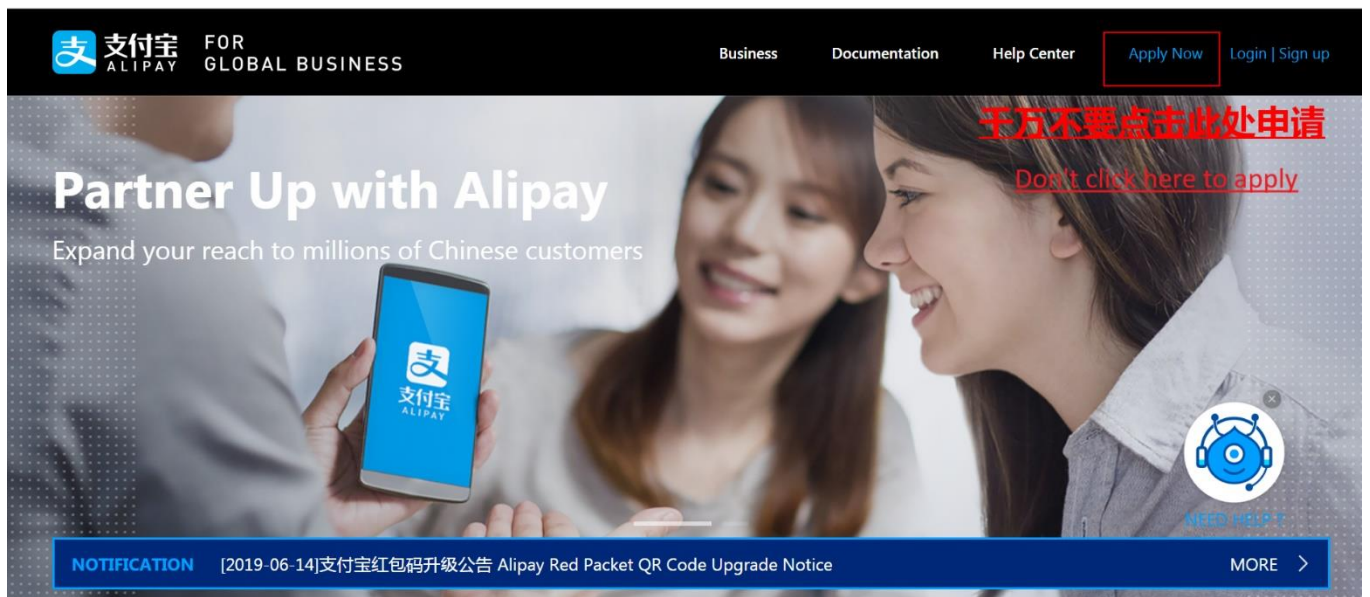 支付宝 FOR
ALIPAY GLOBAL BUSINESS
Business Documentation Help Center Apply Now Login | Sign up
千万不要点击此处申请
Don't click here to apply
Partner Up with Alipay
Expand your reach to millions of Chinese customers
支
支付宝
ALIPAY
NEED HELP ?
NOTIFICATION [2019-06-14]支付宝红包码升级公告 Alipay Red Packet QR Code Upgrade Notice MORE >